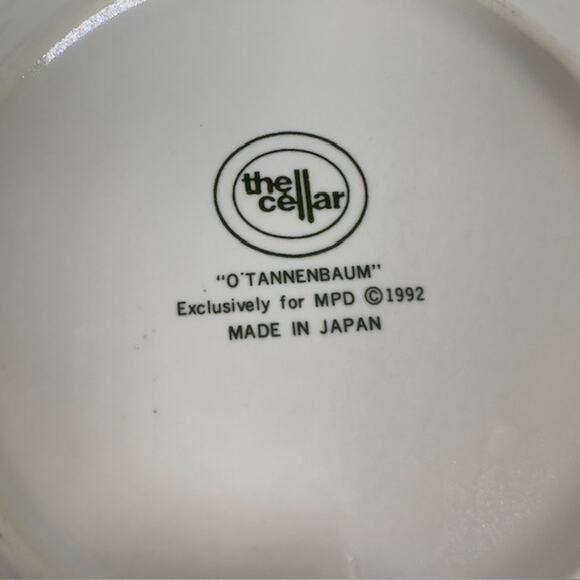 the
cellar
"O'TANNENBAUM"
Exclusively for MPD ©1992
MADE IN JAPAN